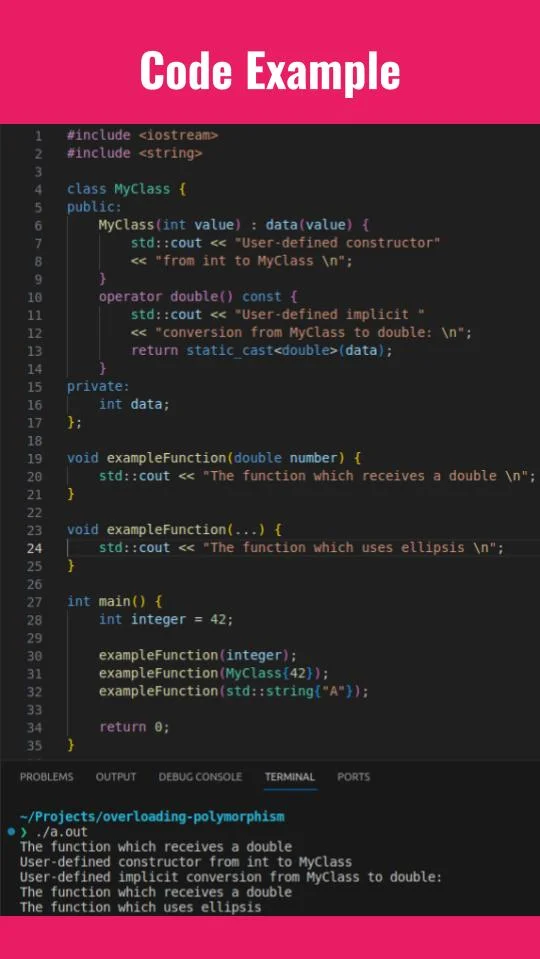 Code Example
1 #include <iostream>
2 #include <string>
3
4 class MyClass {
5 public:
6 MyClass(int value) : data(value) {
7 std::cout << "User-defined constructor"
8 << "from int to MyClass \n";
9 }
10 operator double() const {
11 std::cout << "User-defined implicit "
12 << "conversion from MyClass to double: \n";
13 return static_cast<double>(data);
14 }
15 private:
16 int data;
17 };
18
19 void exampleFunction(double number) {
20 std::cout << "The function which receives a double \n";
21 }
22
23 void exampleFunction(...) {
24 std::cout << "The function which uses ellipsis \n";
25 }
26
27 int main() {
28 int integer = 42;
29
30 exampleFunction(integer);
31 exampleFunction(MyClass{42});
32 exampleFunction(std::string{"A"});
33
34 return 0;
35 }
PROBLEMS OUTPUT DEBUG CONSOLE TERMINAL PORTS
~/Projects/overloading-polymorphism
❯ ./a.out
The function which receives a double
User-defined constructor from int to MyClass
User-defined implicit conversion from MyClass to double:
The function which receives a double
The function which uses ellipsis